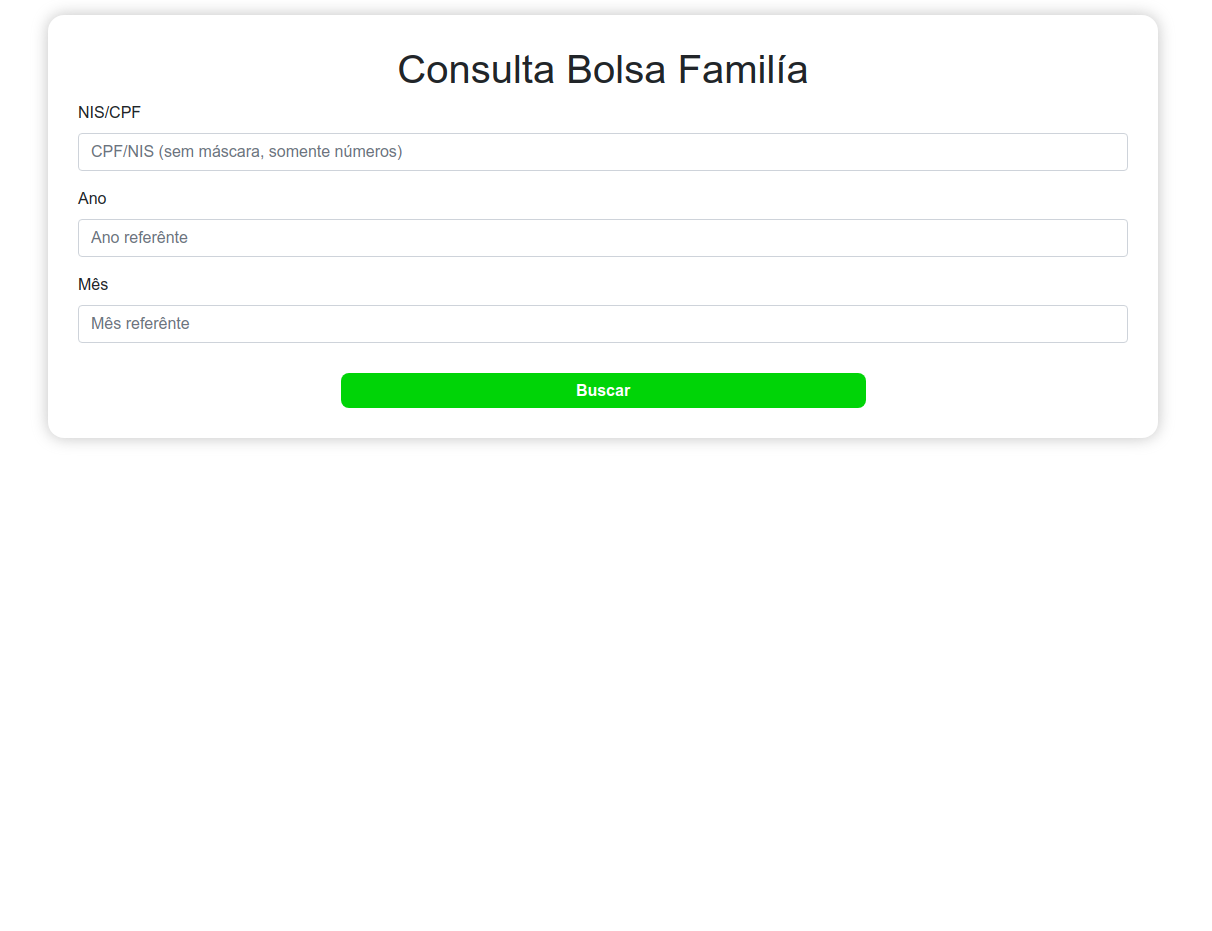 Consulta Bolsa Familía
NIS/CPF
CPF/NIS (sem máscara, somente números)
Ano
Ano referênte
Mês
Mês referênte
Buscar